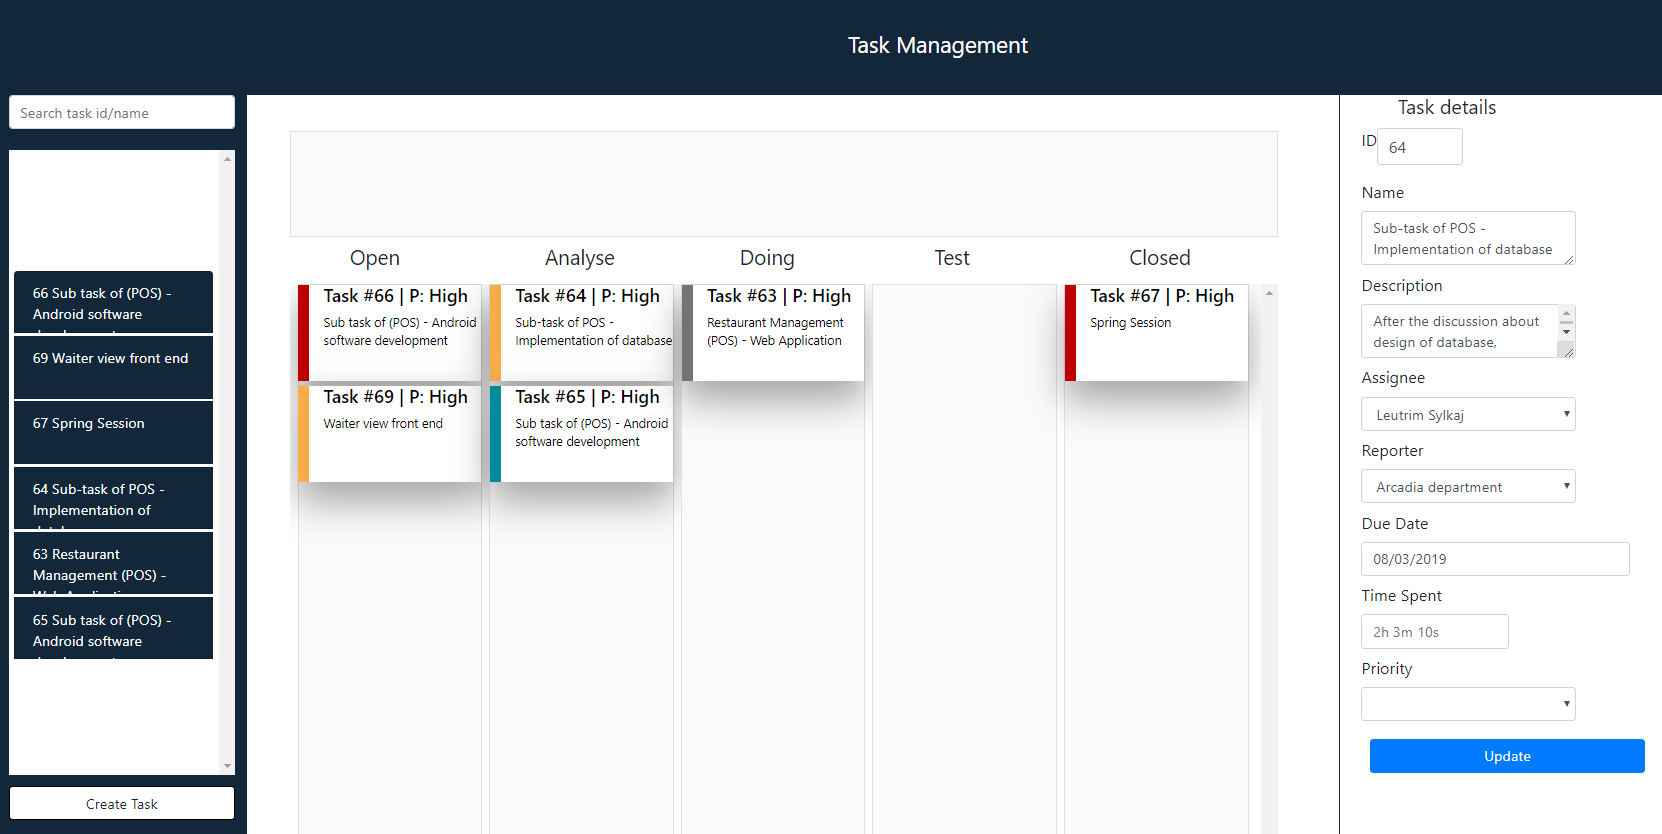 Task Management
Search task id/name
66 Sub task of (POS) -
Android software
69 Waiter view front end
67 Spring Session
64 Sub-task of POS -
Implementation of
63 Restaurant
Management (POS) -
65 Sub task of (POS) -
Android software
Create Task
Open
Analyse
Doing
Test
Closed
Task #66 | P: High
Sub task of (POS) - Android
software development
Task #69 | P: High
Waiter view front end
Task #64 | P: High
Sub-task of POS -
Implementation of database
Task #65 | P: High
Sub task of (POS) - Android
software development
Task #63 | P: High
Restaurant Management
(POS) - Web Application
Task #67 | P: High
Spring Session
Task details
ID 64
Name
Sub-task of POS -
Implementation of database
Description
After the discussion about
design of database,
Assignee
Leutrim Sylkaj
Reporter
Arcadia department
Due Date
08/03/2019
Time Spent
2h 3m 10s
Priority
Update